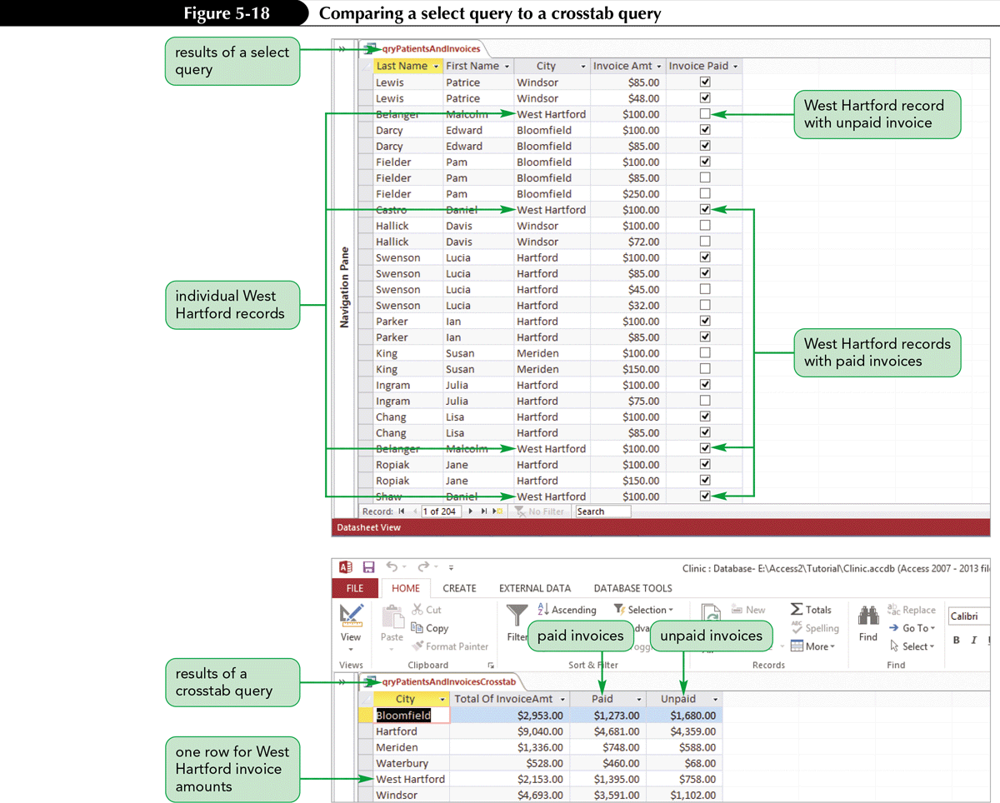 Figure 5-18 Comparing a select query to a crosstab query
results of a select
query
qryPatientsAndInvoices
Last Name First Name City Invoice Amt Invoice Paid
Lewis Patrice Windsor $85.00
Lewis Patrice Windsor $48.00
Belanger Malcolm West Hartford $100.00
Darcy Edward Bloomfield $100.00
Darcy Edward Bloomfield $85.00
Fielder Pam Bloomfield $100.00
Fielder Pam Bloomfield $85.00
Fielder Pam Bloomfield $250.00
Castro Daniel West Hartford $100.00
Hallick Davis Windsor $100.00
Hallick Davis Windsor $72.00
Swenson Lucia Hartford $100.00
Swenson Lucia Hartford $85.00
Swenson Lucia Hartford $45.00
Swenson Lucia Hartford $32.00
Parker Ian Hartford $100.00
Parker Ian Hartford $85.00
King Susan Meriden $100.00
King Susan Meriden $150.00
Ingram Julia Hartford $100.00
Ingram Julia Hartford $75.00
Chang Lisa Hartford $100.00
Chang Lisa Hartford $85.00
Belanger Malcolm West Hartford $100.00
Ropiak Jane Hartford $100.00
Ropiak Jane Hartford $150.00
Shaw Daniel West Hartford $100.00
Record: 1 of 204 No Filter Search
Datasheet View
Navigation Pane
West Hartford record
with unpaid invoice
individual West
Hartford records
West Hartford records
with paid invoices
Clinic : Database- E:\Access2\Tutorial\Clinic.accdb (Access 2007 - 2013 fil
FILE HOME CREATE EXTERNAL DATA DATABASE TOOLS
View
Views
Paste
Cut
Copy
Format Painter
Clipboard
Filter
Ascending
Selection
Sort & Filter
New
Totals
Spelling
More
Records
Find
Replace
Go To
Select
Find
Calibri
B I
paid invoices
unpaid invoices
results of a
crosstab query
qryPatientsAndInvoicesCrosstab
City Total Of InvoiceAmt Paid Unpaid
Bloomfield $2,953.00 $1,273.00 $1,680.00
Hartford $9,040.00 $4,681.00 $4,359.00
Meriden $1,336.00 $748.00 $588.00
Waterbury $528.00 $460.00 $68.00
West Hartford $2,153.00 $1,395.00 $758.00
Windsor $4,693.00 $3,591.00 $1,102.00
one row for West
Hartford invoice
amounts